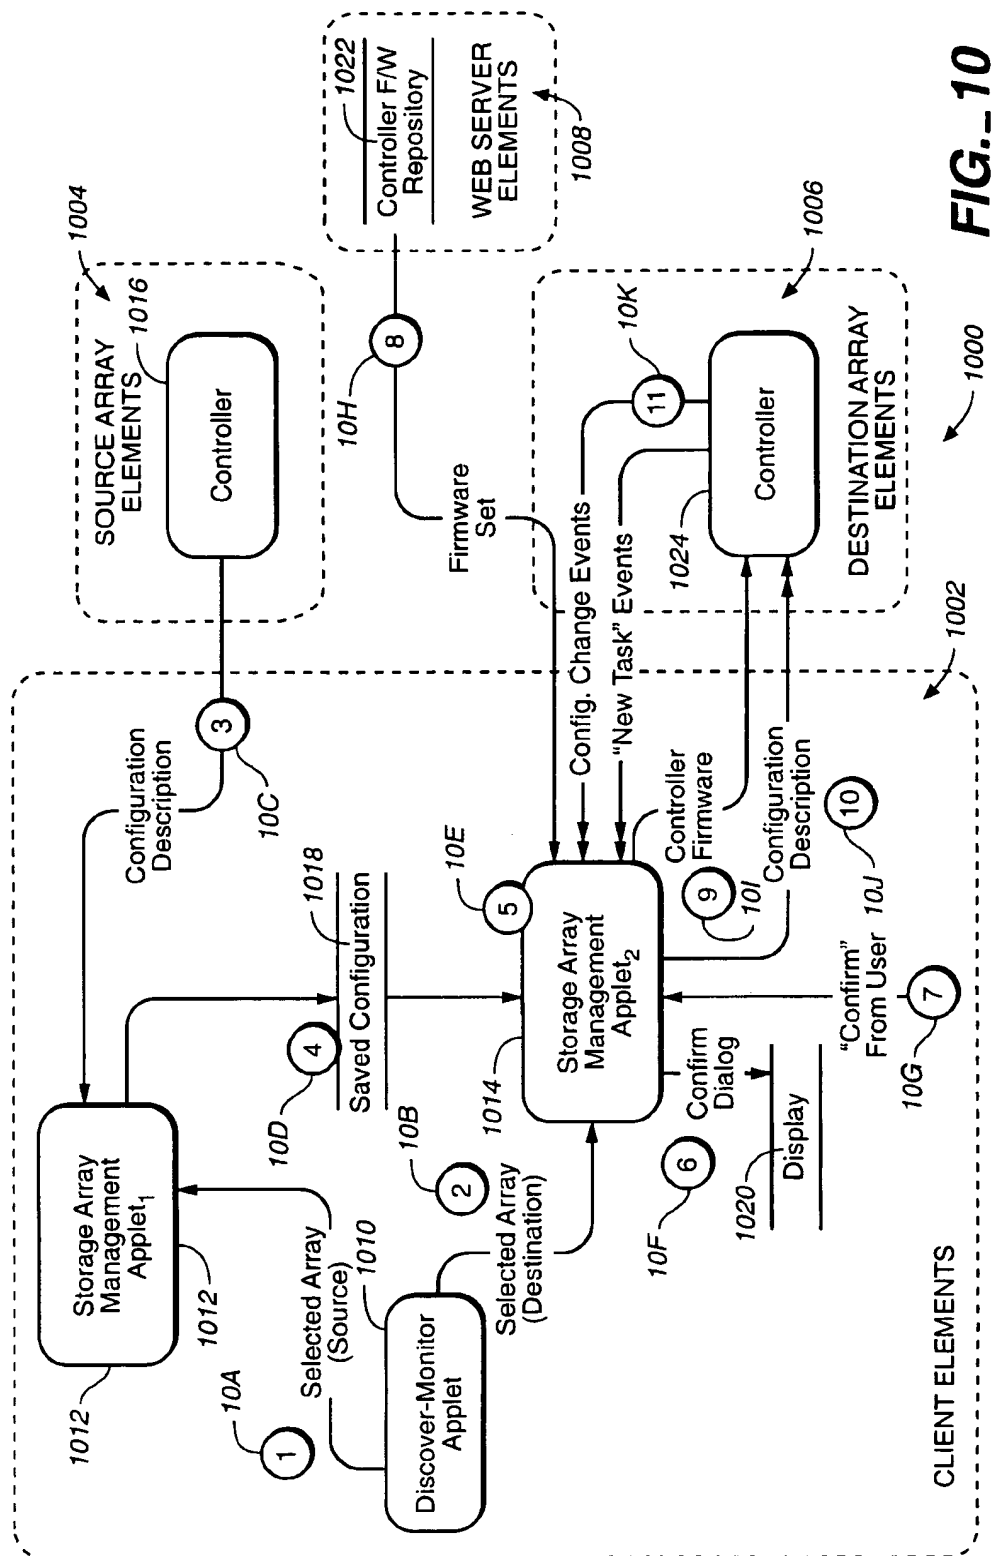 SOURCE ARRAY
ELEMENTS
1004
1016
Controller
1022
Controller F/W
Repository
WEB SERVER
ELEMENTS
1008
3
10C
Configuration
Description
8
10H
Firmware
Set
Storage Array
Management
Applet1
1012
1012
1
10A
Selected Array
(Source)
1010
Discover-Monitor
Applet
2
10B
Selected Array
(Destination)
4
10D
1018
Saved Configuration
5
10E
1014
Storage Array
Management
Applet2
Config. Change Events
"New Task" Events
11
10K
1024
Controller
DESTINATION ARRAY
ELEMENTS
1006
Controller
Firmware
9
10I
Configuration
Description
10
10J
6
10F
Confirm
Dialog
1020
Display
"Confirm"
From User
7
10G
CLIENT ELEMENTS
1002
1000
FIG._10